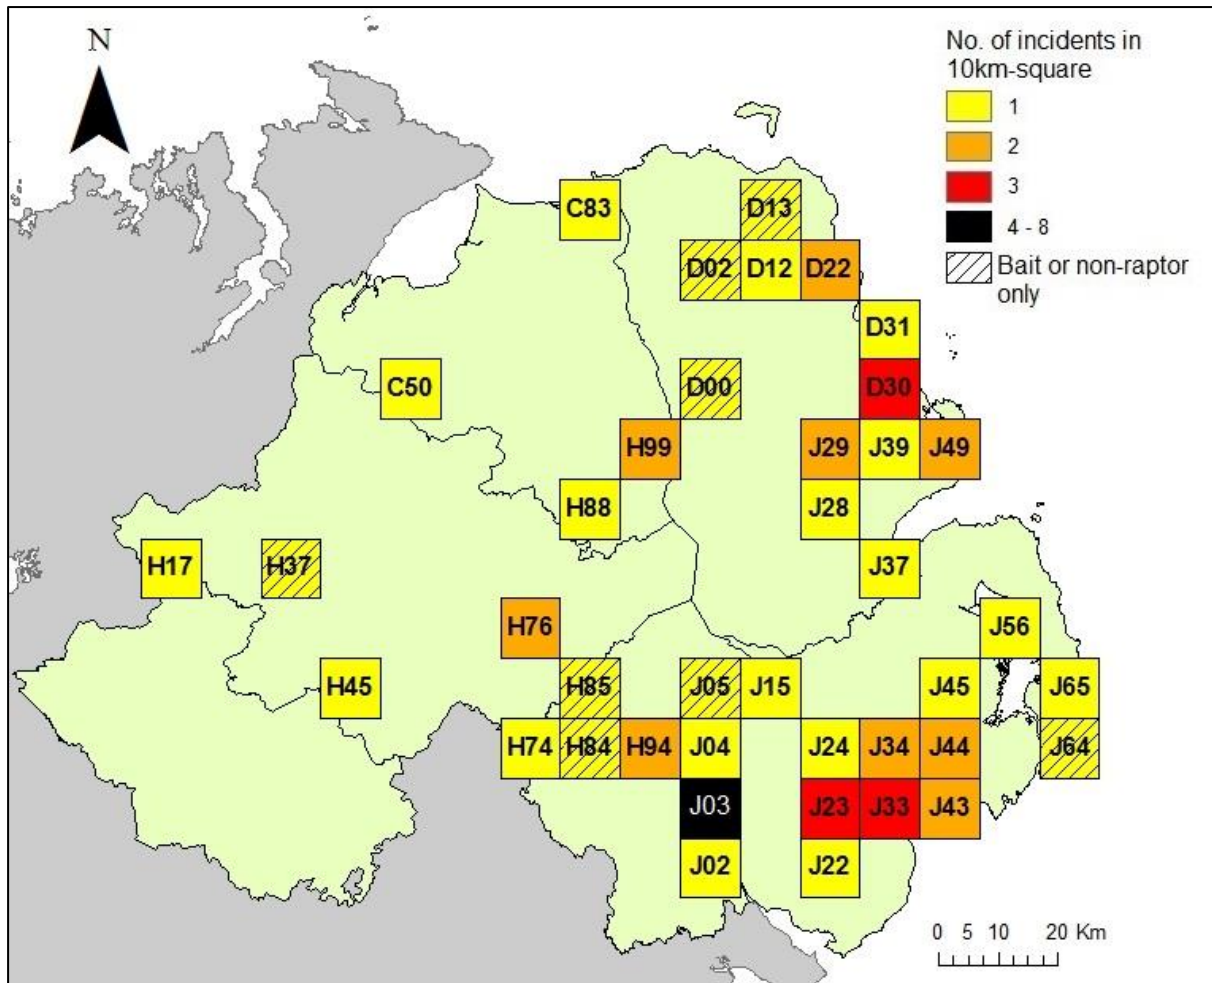 N
No. of incidents in
10km-square
1
2
3
4 - 8
Bait or non-raptor
only
C83
D13
D02
D12
D22
D31
C50
D00
D30
H99
J29
J39
J49
H88
J28
H17
H37
J37
H76
J56
H45
H85
J05
J15
J45
J65
H74
H84
H94
J04
J24
J34
J44
J64
J03
J23
J33
J43
J02
J22
0 5 10 20 Km